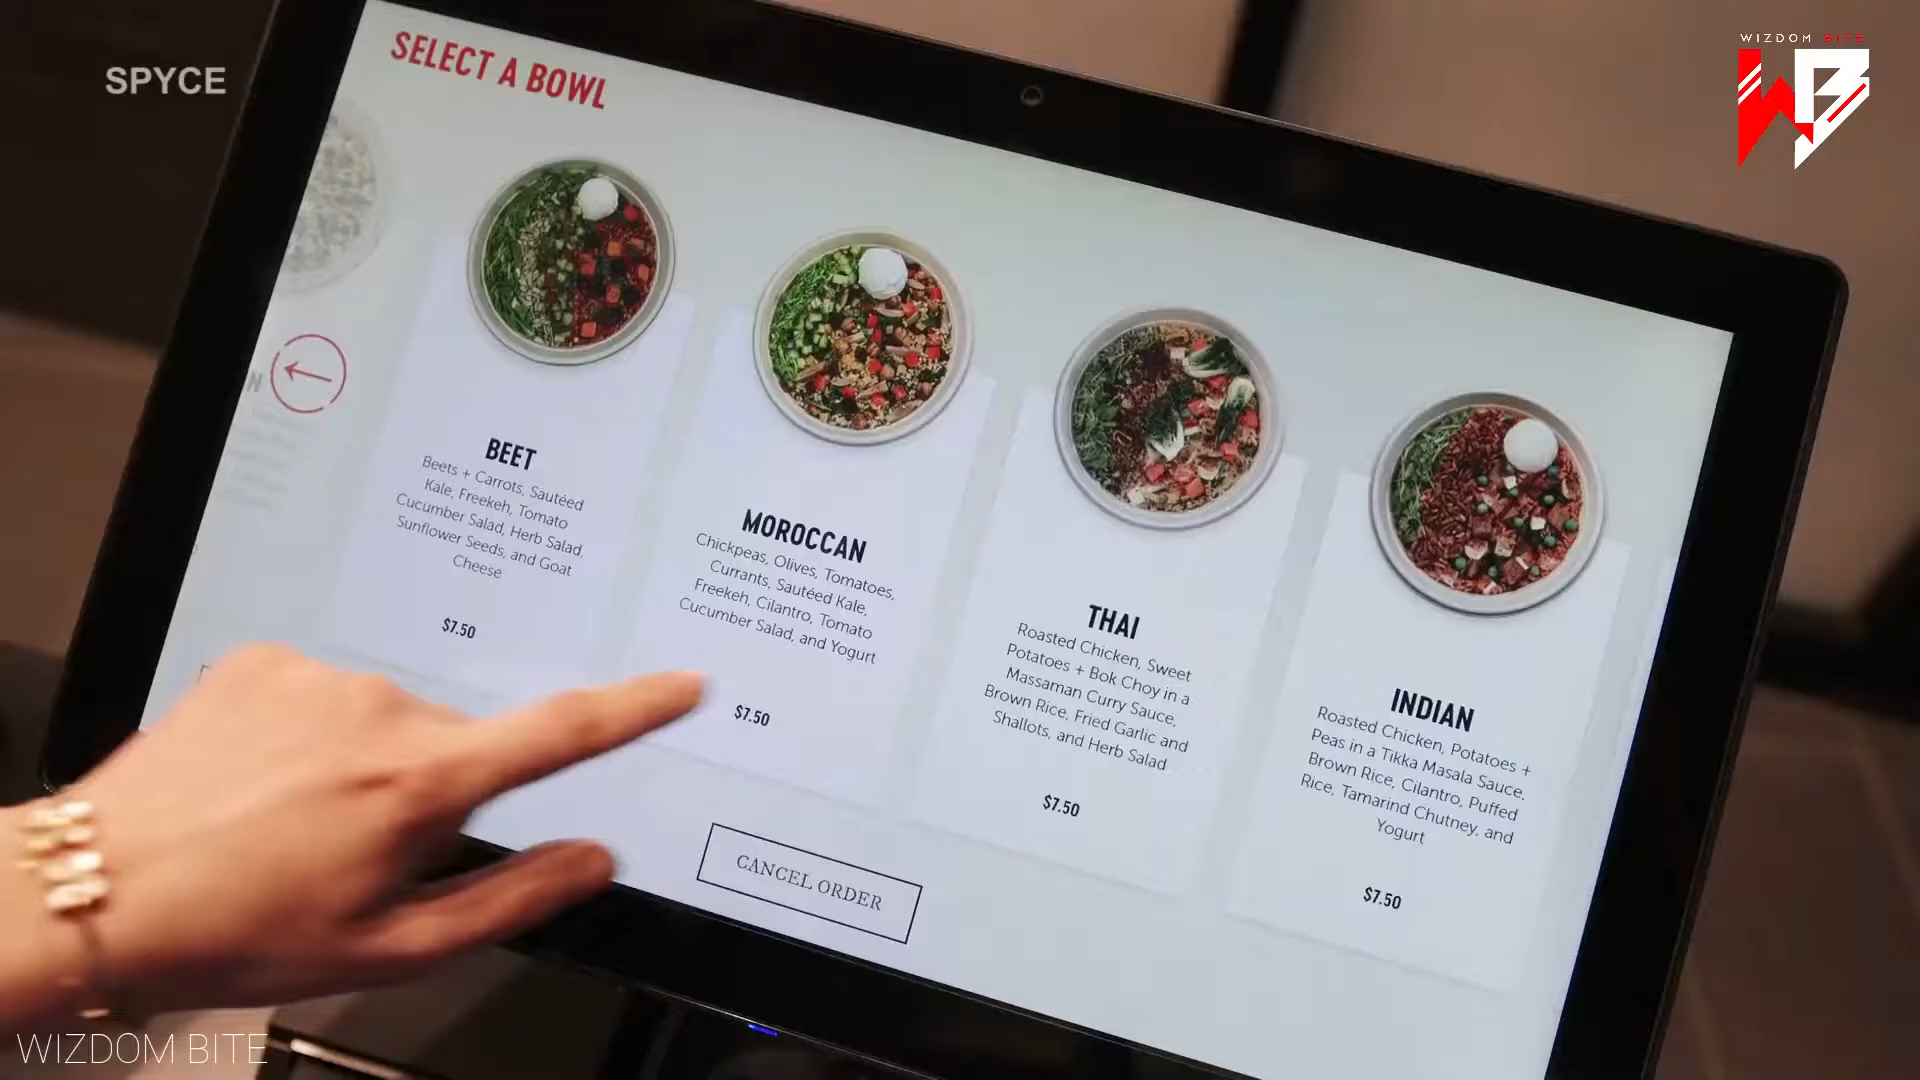 SPYCE
WIZDOM BITE
SELECT A BOWL
BEET
Beets + Carrots, Sautéed
Kale, Freekeh, Tomato
Cucumber Salad, Herb Salad,
Sunflower Seeds, and Goat
Cheese
$7.50
MOROCCAN
Chickpeas, Olives, Tomatoes,
Currants, Sautéed Kale,
Freekeh, Cilantro, Tomato
Cucumber Salad, and Yogurt
$7.50
THAI
Roasted Chicken, Sweet
Potatoes + Bok Choy in a
Massaman Curry Sauce,
Brown Rice, Fried Garlic and
Shallots, and Herb Salad
$7.50
INDIAN
Roasted Chicken, Potatoes +
Peas in a Tikka Masala Sauce,
Brown Rice, Cilantro, Puffed
Rice, Tamarind Chutney, and
Yogurt
$7.50
CANCEL ORDER
WIZDOM BITE